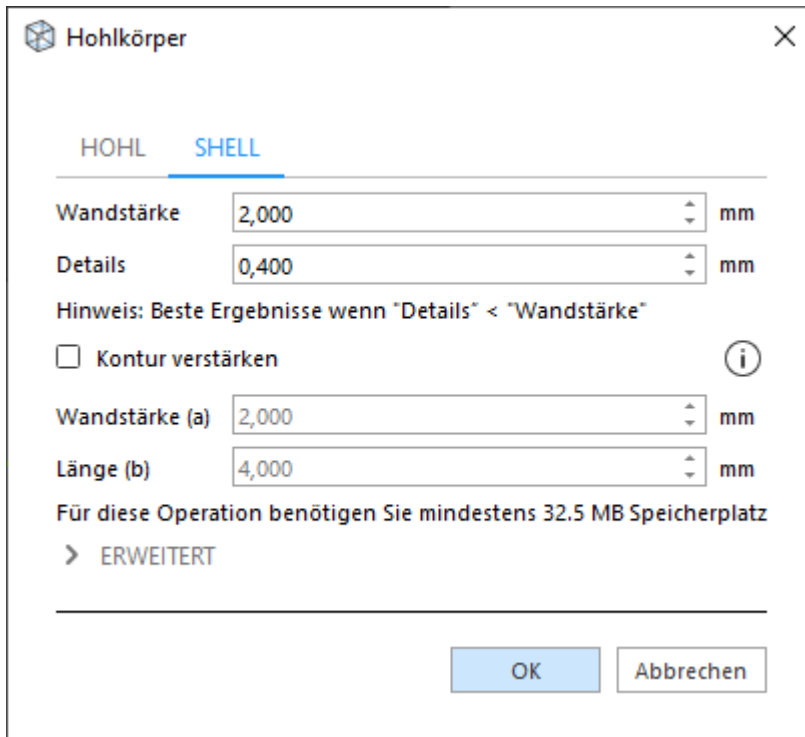 Hohlkörper
HOHL SHELL
Wandstärke 2,000 mm
Details 0,400 mm
Hinweis: Beste Ergebnisse wenn "Details" < "Wandstärke"
Kontur verstärken
Wandstärke (a) 2,000 mm
Länge (b) 4,000 mm
Für diese Operation benötigen Sie mindestens 32.5 MB Speicherplatz
ERWEITERT
OK Abbrechen